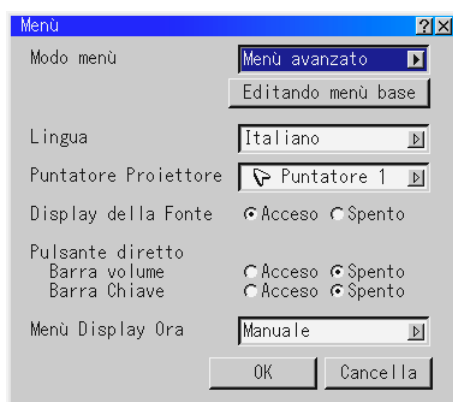 Menù
Modo menù Menù avanzato
Editando menù base
Lingua Italiano
Puntatore Proiettore Puntatore 1
Display della Fonte Acceso Spento
Pulsante diretto
Barra volume Acceso Spento
Barra Chiave Acceso Spento
Menù Display Ora Manuale
OK Cancella